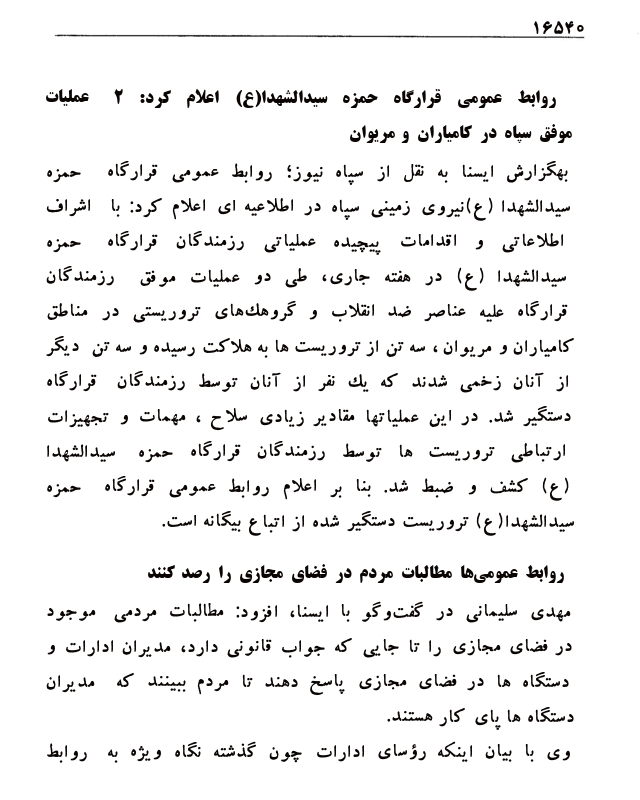 ۱۶۵۴۰
روابط عمومی قرارگاه حمزه سیدالشهدا(ع) اعلام کرد: ۲ عملیات
موفق سپاه در کامیاران و مریوان
بهگزارش ایسنا به نقل از سپاه نیوز؛ روابط عمومی قرارگاه حمزه
سیدالشهدا (ع)نیروی زمینی سپاه در اطلاعیه ای اعلام کرد: با اشراف
اطلاعاتی و اقدامات پیچیده عملیاتی رزمندگان قرارگاه حمزه
سیدالشهدا (ع) در هفته جاری، طی دو عملیات موفق رزمندگان
قرارگاه علیه عناصر ضد انقلاب و گروهك‌های تروریستی در مناطق
کامیاران و مریوان ، سه تن از تروریست ها به هلاکت رسیده و سه تن دیگر
از آنان زخمی شدند که یك نفر از آنان توسط رزمندگان قرارگاه
دستگیر شد. در این عملیاتها مقادیر زیادی سلاح ، مهمات و تجهیزات
ارتباطی تروریست ها توسط رزمندگان قرارگاه حمزه سیدالشهدا
(ع) کشف و ضبط شد. بنا بر اعلام روابط عمومی قرارگاه حمزه
سیدالشهدا(ع) تروریست دستگیر شده از اتباع بیگانه است.
روابط عمومی‌ها مطالبات مردم در فضای مجازی را رصد کنند
مهدی سلیمانی در گفت‌وگو با ایسنا، افزود: مطالبات مردمی موجود
در فضای مجازی را تا جایی که جواب قانونی دارد، مدیران ادارات و
دستگاه ها در فضای مجازی پاسخ دهند تا مردم ببینند که مدیران
دستگاه ها پای کار هستند.
وی با بیان اینکه رؤسای ادارات چون گذشته نگاه ویژه به روابط